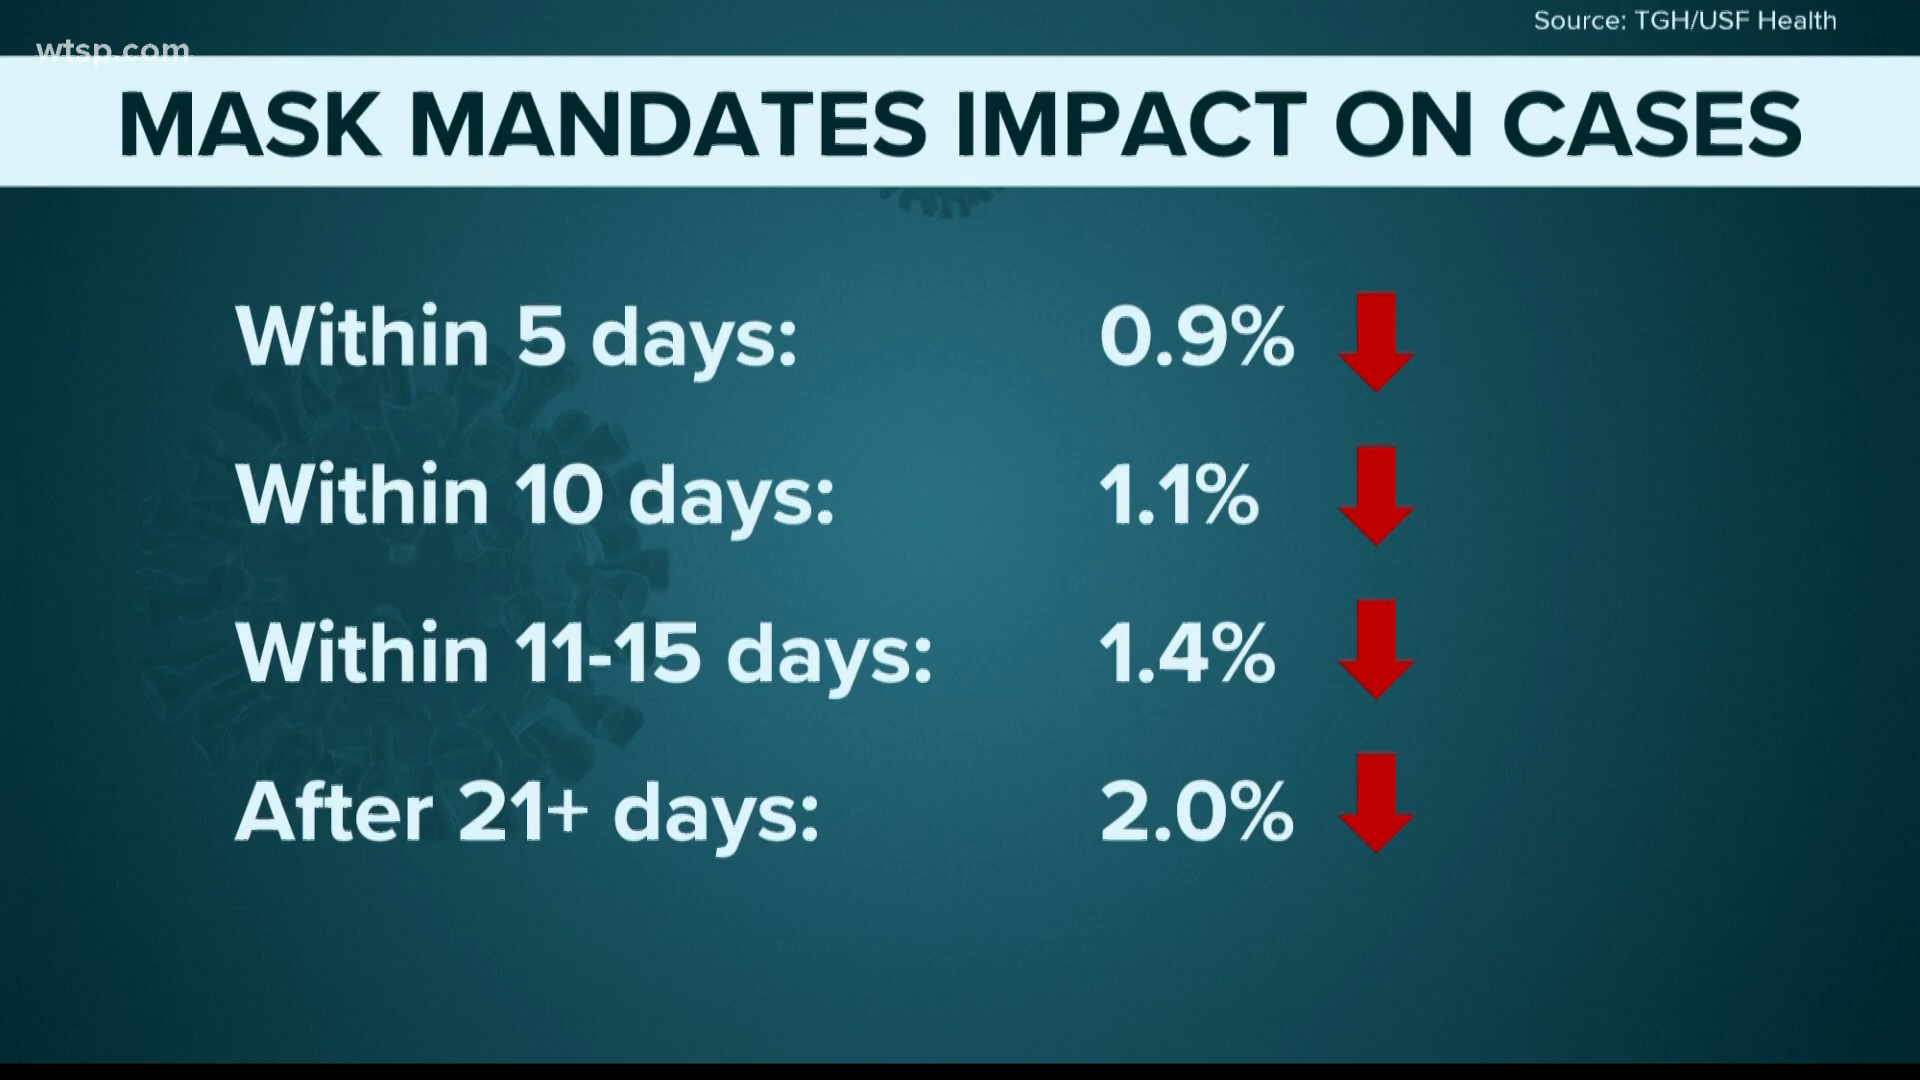 Source: TGH/USF Health
wtsp.com
MASK MANDATES IMPACT ON CASES
Within 5 days: 0.9%
Within 10 days: 1.1%
Within 11-15 days: 1.4%
After 21+ days: 2.0%